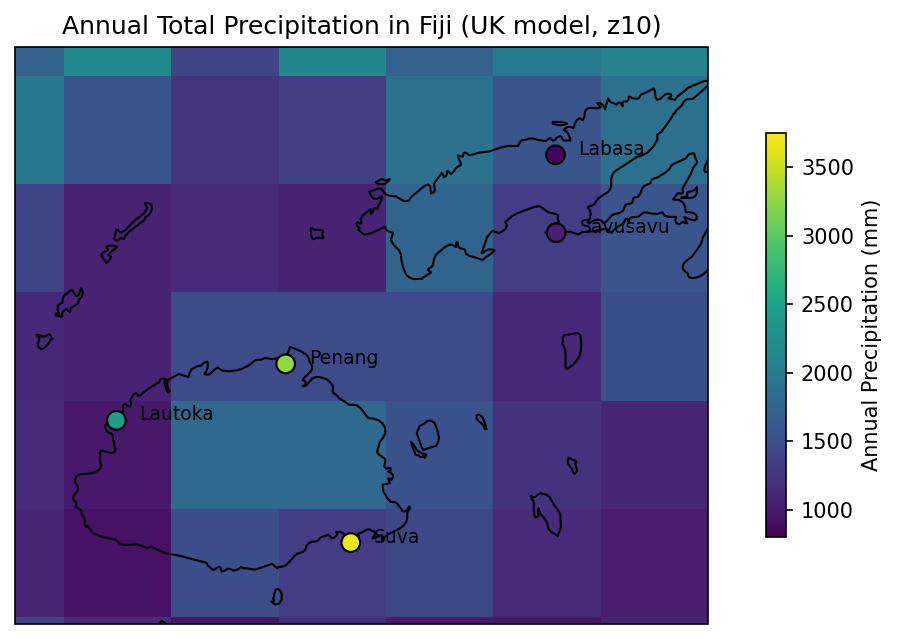 Annual Total Precipitation in Fiji (UK model, z10)
Labasa
Savusavu
Penang
Lautoka
Suva
3500
3000
2500
2000
1500
1000
Annual Precipitation (mm)